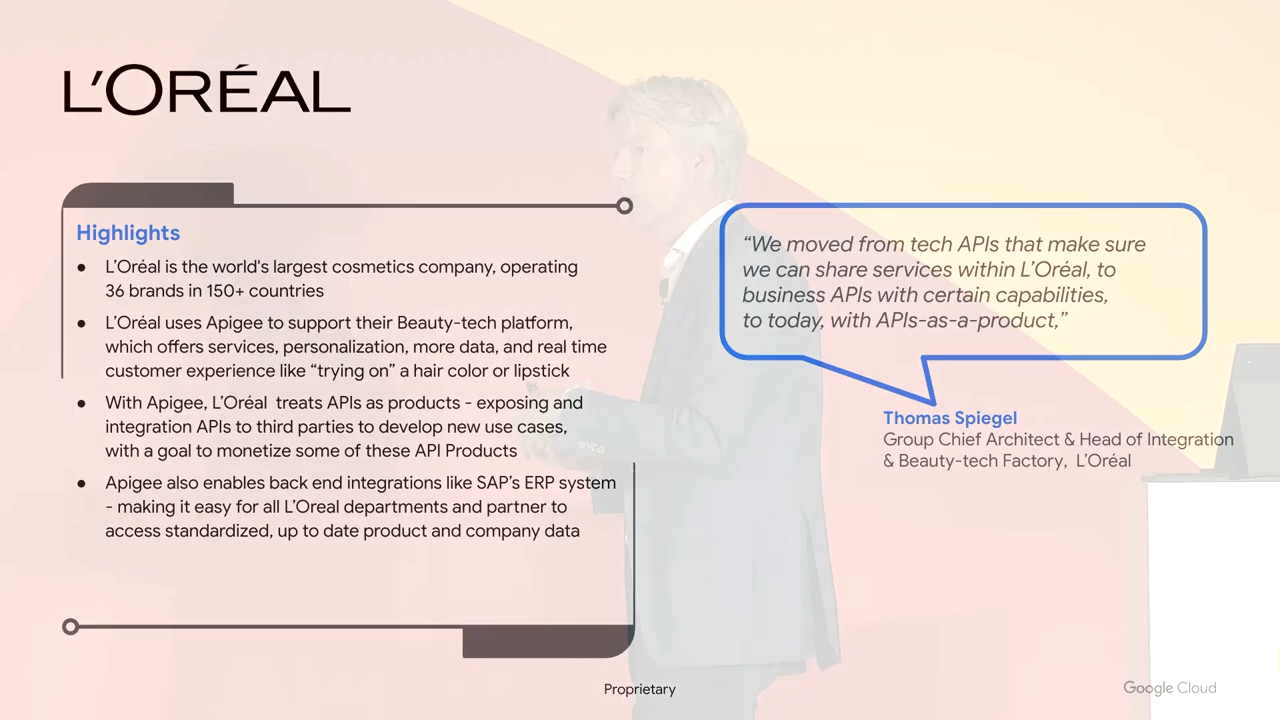 L'ORÉAL
Highlights
● L'Oréal is the world's largest cosmetics company, operating
36 brands in 150+ countries
● L'Oréal uses Apigee to support their Beauty-tech platform,
which offers services, personalization, more data, and real time
customer experience like “trying on” a hair color or lipstick
● With Apigee, L'Oréal  treats APIs as products - exposing and
integration APIs to third parties to develop new use cases,
with a goal to monetize some of these API Products
● Apigee also enables back end integrations like SAP's ERP system
- making it easy for all L'Oreal departments and partner to
access standardized, up to date product and company data
“We moved from tech APIs that make sure
we can share services within L'Oréal, to
business APIs with certain capabilities,
to today, with APIs-as-a-product,”
Thomas Spiegel
Group Chief Architect & Head of Integration
& Beauty-tech Factory,  L'Oréal
Proprietary
Google Cloud